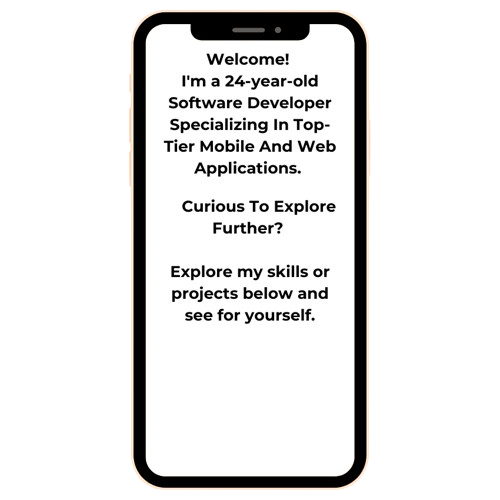 Welcome!
I'm a 24-year-old
Software Developer
Specializing In Top-
Tier Mobile And Web
Applications.
Curious To Explore
Further?
Explore my skills or
projects below and
see for yourself.